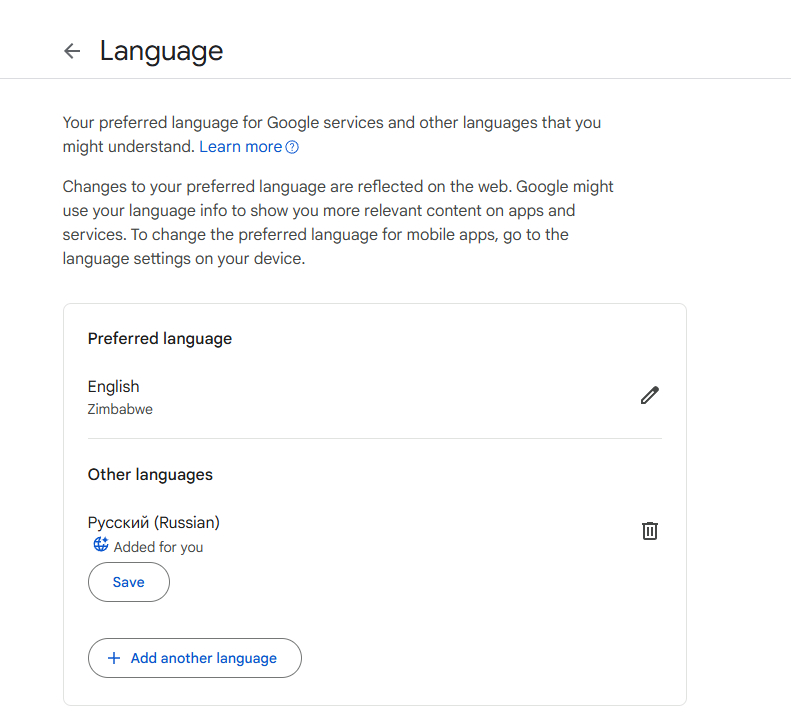 Language
Your preferred language for Google services and other languages that you
might understand. Learn more
Changes to your preferred language are reflected on the web. Google might
use your language info to show you more relevant content on apps and
services. To change the preferred language for mobile apps, go to the
language settings on your device.
Preferred language
English
Zimbabwe
Other languages
Русский (Russian)
Added for you
Save
+ Add another language